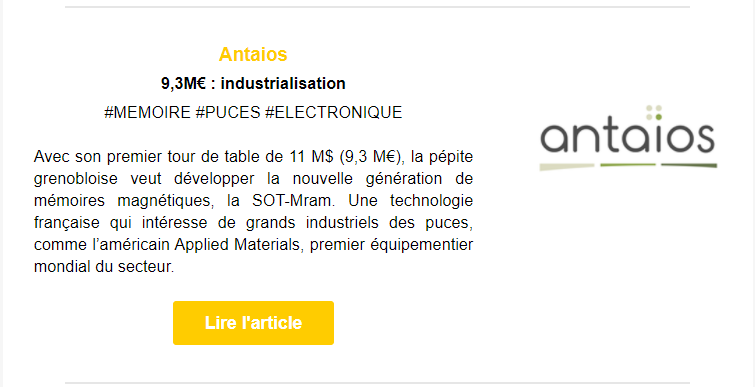 Antaios
9,3M€ : industrialisation
#MEMOIRE #PUCES #ELECTRONIQUE
antaios
Avec son premier tour de table de 11 M$ (9,3 M€), la pépite
grenobloise veut développer la nouvelle génération de
mémoires magnétiques, la SOT-Mram. Une technologie
française qui intéresse de grands industriels des puces,
comme l'américain Applied Materials, premier équipementier
mondial du secteur.
Lire l'article